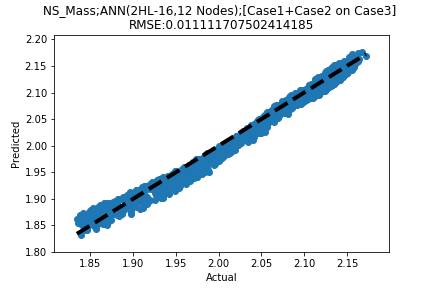 NS_Mass;ANN(2HL-16,12 Nodes);[Case1+Case2 on Case3]
RMSE:0.011111707502414185
2.20
2.15
2.10
2.05
2.00
1.95
1.90
1.85
1.80
Predicted
1.85 1.90 1.95 2.00 2.05 2.10 2.15
Actual